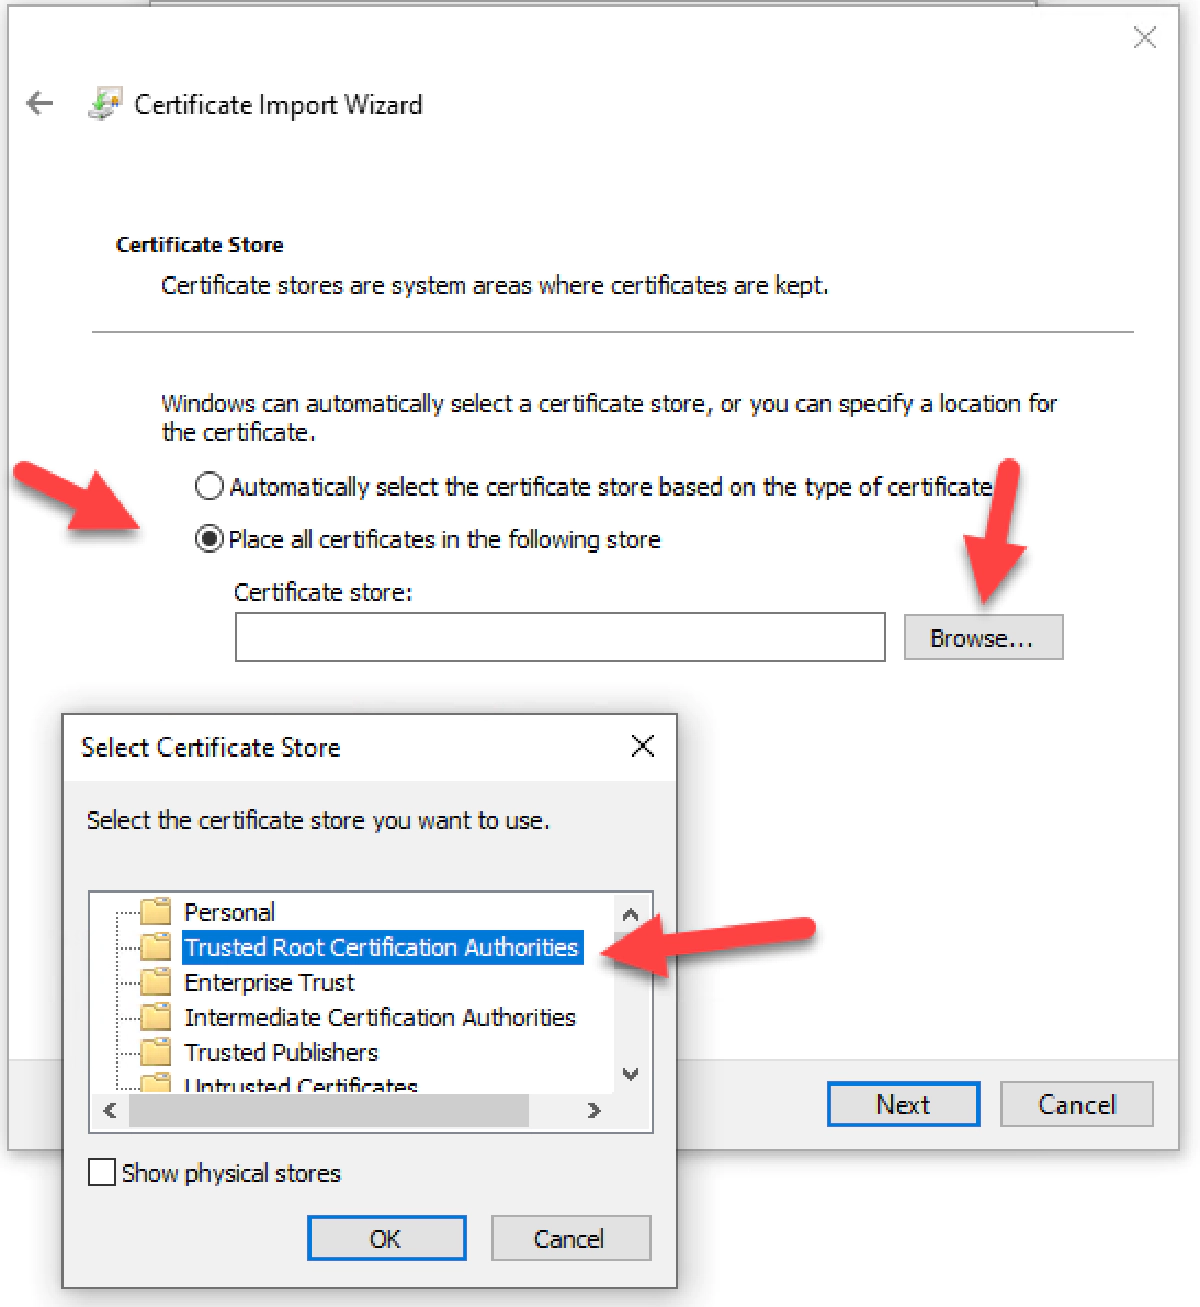 Certificate Import Wizard
Certificate Store
Certificate stores are system areas where certificates are kept.
Windows can automatically select a certificate store, or you can specify a location for
the certificate.
Automatically select the certificate store based on the type of certificate
Place all certificates in the following store
Certificate store:
Browse...
Select Certificate Store
Select the certificate store you want to use.
Personal
Trusted Root Certification Authorities
Enterprise Trust
Intermediate Certification Authorities
Trusted Publishers
Untrusted Certificates
Show physical stores
OK
Cancel
Next
Cancel